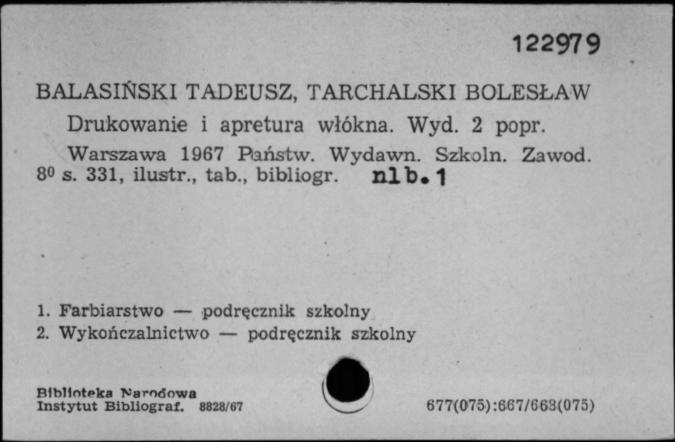 122979
BALASIŃSKI TADEUSZ, TARCHALSKI BOLESŁAW
Drukowanie i apretura włókna. Wyd. 2 popr.
Warszawa 1967 Państw. Wydawn. Szkoln. Zawod.
8⁰ s. 331, ilustr., tab., bibliogr. nlb. 1
1. Farbiarstwo — podręcznik szkolny
2. Wykończalnictwo — podręcznik szkolny
Biblioteka Narodowa
Instytut Bibliograf. 8828/67 677(075):667/668(075)